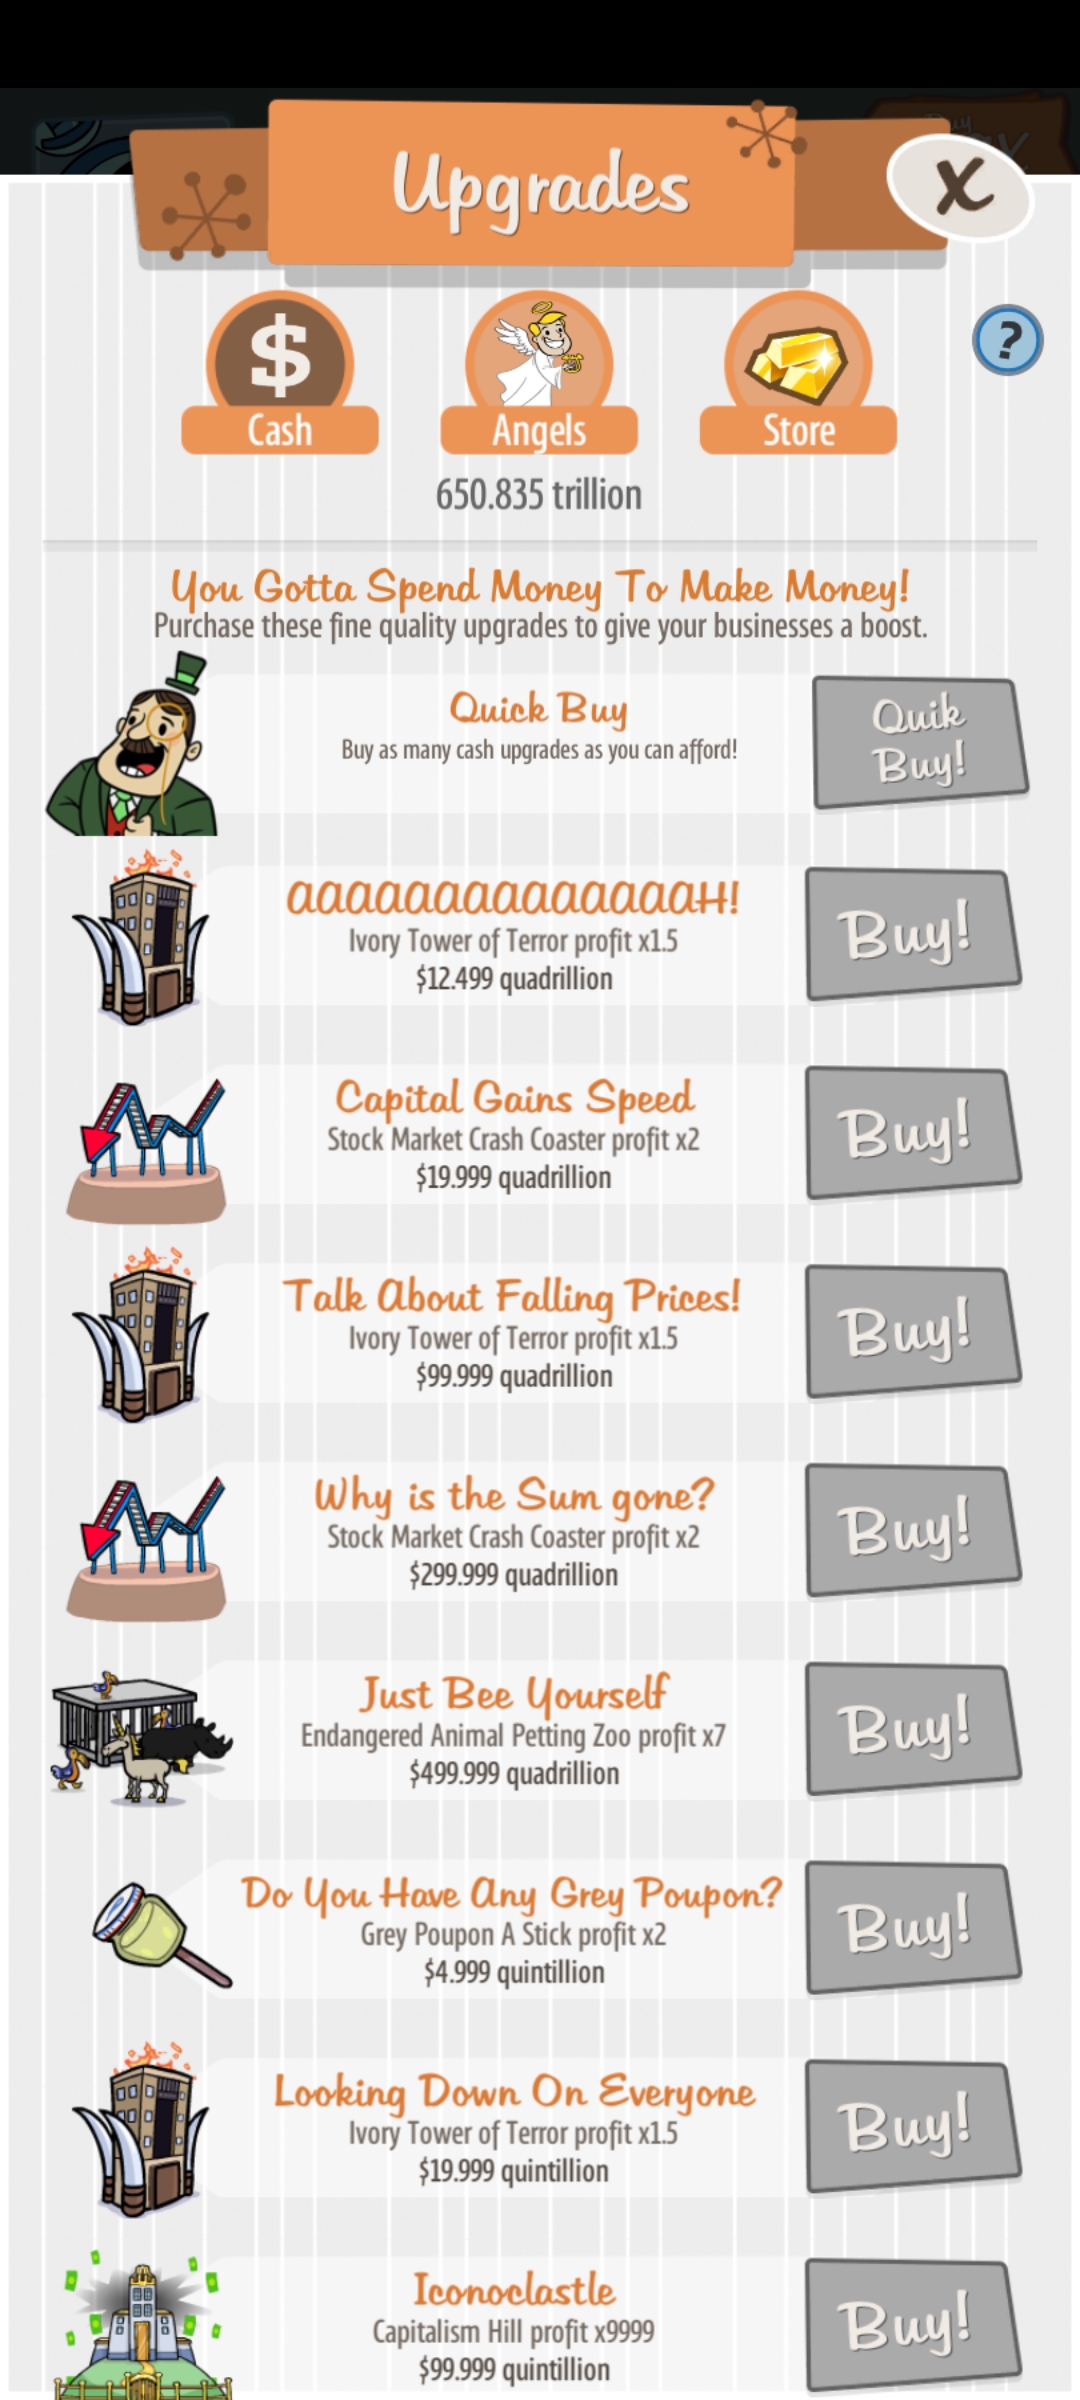 Upgrades
X
?
$
Cash
Angels
Store
650.835 trillion
You Gotta Spend Money To Make Money!
Purchase these fine quality upgrades to give your businesses a boost.
Quick Buy
Buy as many cash upgrades as you can afford!
Quik
Buy!
aaaaaaaaaaaaaaH!
Ivory Tower of Terror profit x1.5
$12.499 quadrillion
Buy!
Capital Gains Speed
Stock Market Crash Coaster profit x2
$19.999 quadrillion
Buy!
Talk About Falling Prices!
Ivory Tower of Terror profit x1.5
$99.999 quadrillion
Buy!
Why is the Sum gone?
Stock Market Crash Coaster profit x2
$299.999 quadrillion
Buy!
Just Bee Yourself
Endangered Animal Petting Zoo profit x7
$499.999 quadrillion
Buy!
Do You Have Any Grey Poupon?
Grey Poupon A Stick profit x2
$4.999 quintillion
Buy!
Looking Down On Everyone
Ivory Tower of Terror profit x1.5
$19.999 quintillion
Buy!
Iconoclastle
Capitalism Hill profit x9999
$99.999 quintillion
Buy!